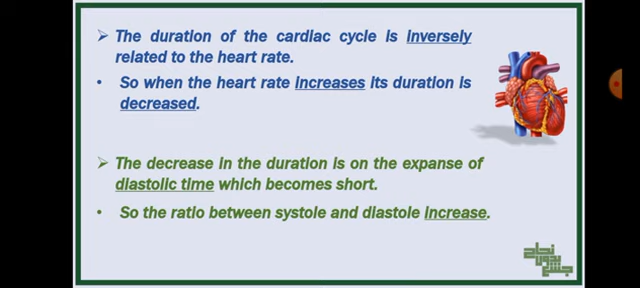 ➢ The duration of the cardiac cycle is inversely
related to the heart rate.
• So when the heart rate increases its duration is
decreased.
➢ The decrease in the duration is on the expanse of
diastolic time which becomes short.
• So the ratio between systole and diastole increase.